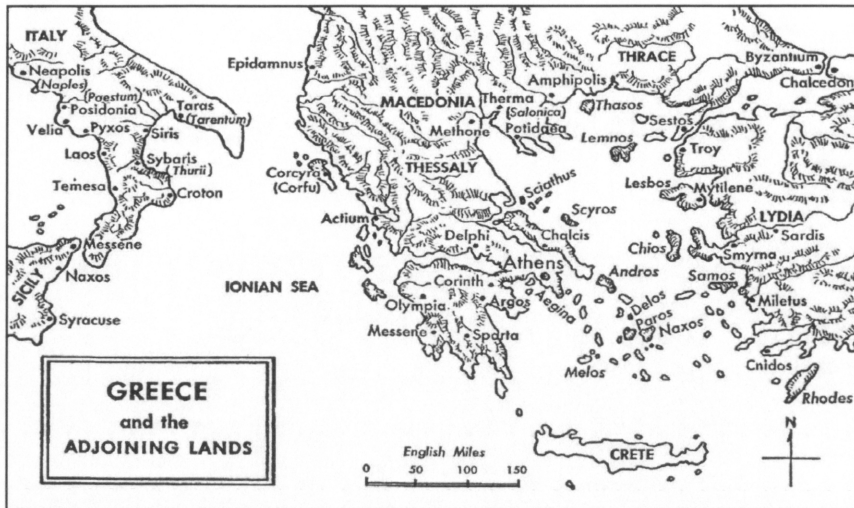 ITALY
Neapolis
(Naples)
(Paestum)
Posidonia
Velia
Pyxos
Siris
Taras
(Tarentum)
Laos
Sybaris
(Thurii)
Temesa
Croton
Messene
SICILY
Naxos
Syracuse
Epidamnus
MACEDONIA
Methone
Therma
(Salonica)
Potidaea
Amphipolis
THRACE
Byzantium
Chalcedon
Thasos
Lemnos
Sestos
Troy
Corcyra
(Corfu)
THESSALY
Sciathus
Scyros
Lesbos
Mytilene
LYDIA
Sardis
Smyrna
Chios
Samos
Miletus
Actium
Delphi
Chalcis
Athens
Andros
IONIAN SEA
Corinth
Aegina
Olympia
Argos
Delos
Paros
Naxos
Messene
Sparta
Melos
Cnidos
Rhodes
CRETE
GREECE
and the
ADJOINING LANDS
English Miles
0 50 100 150
N